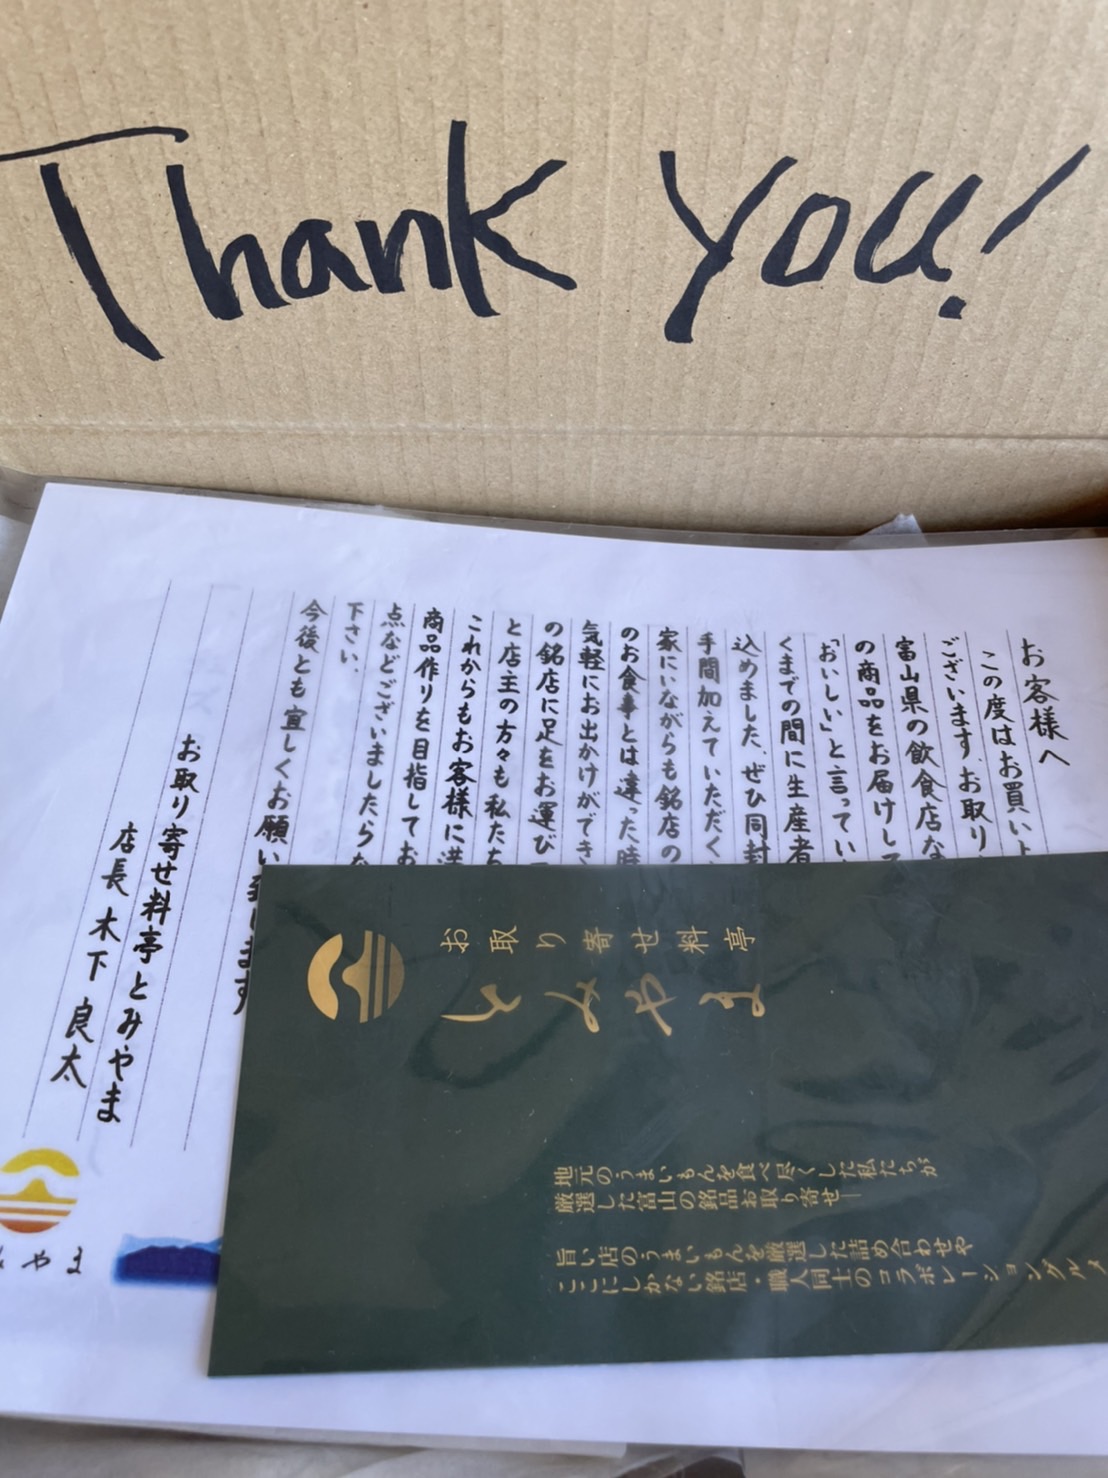 Thank you!
お客様へ
この度はお買い上
ございます。お取り
富山県の飲食店な
の商品をお届けして
「おいしい」と言ってい
くまでの間に生産者
込めました。ぜひ同封
手間加えていただく
家にいながらも銘店の
のお食事とは違った時
気軽にお出かけができ
の銘店に足をお運び
と店主の方々も私たち
これからもお客様に満
商品作りを目指してお
点などございましたらな
下さい。
今後とも宜しくお願い致します
お取り寄せ料亭とみやま
店長 木下 良太
みやま
お取り寄せ料亭
とみやま
地元のうまいもんを食べ尽くした私たちが
厳選した富山の銘品お取り寄せ―
旨い店のうまいもんを厳選した詰め合わせや
ここにしかない銘店・職人同士のコラボレーショングルメ